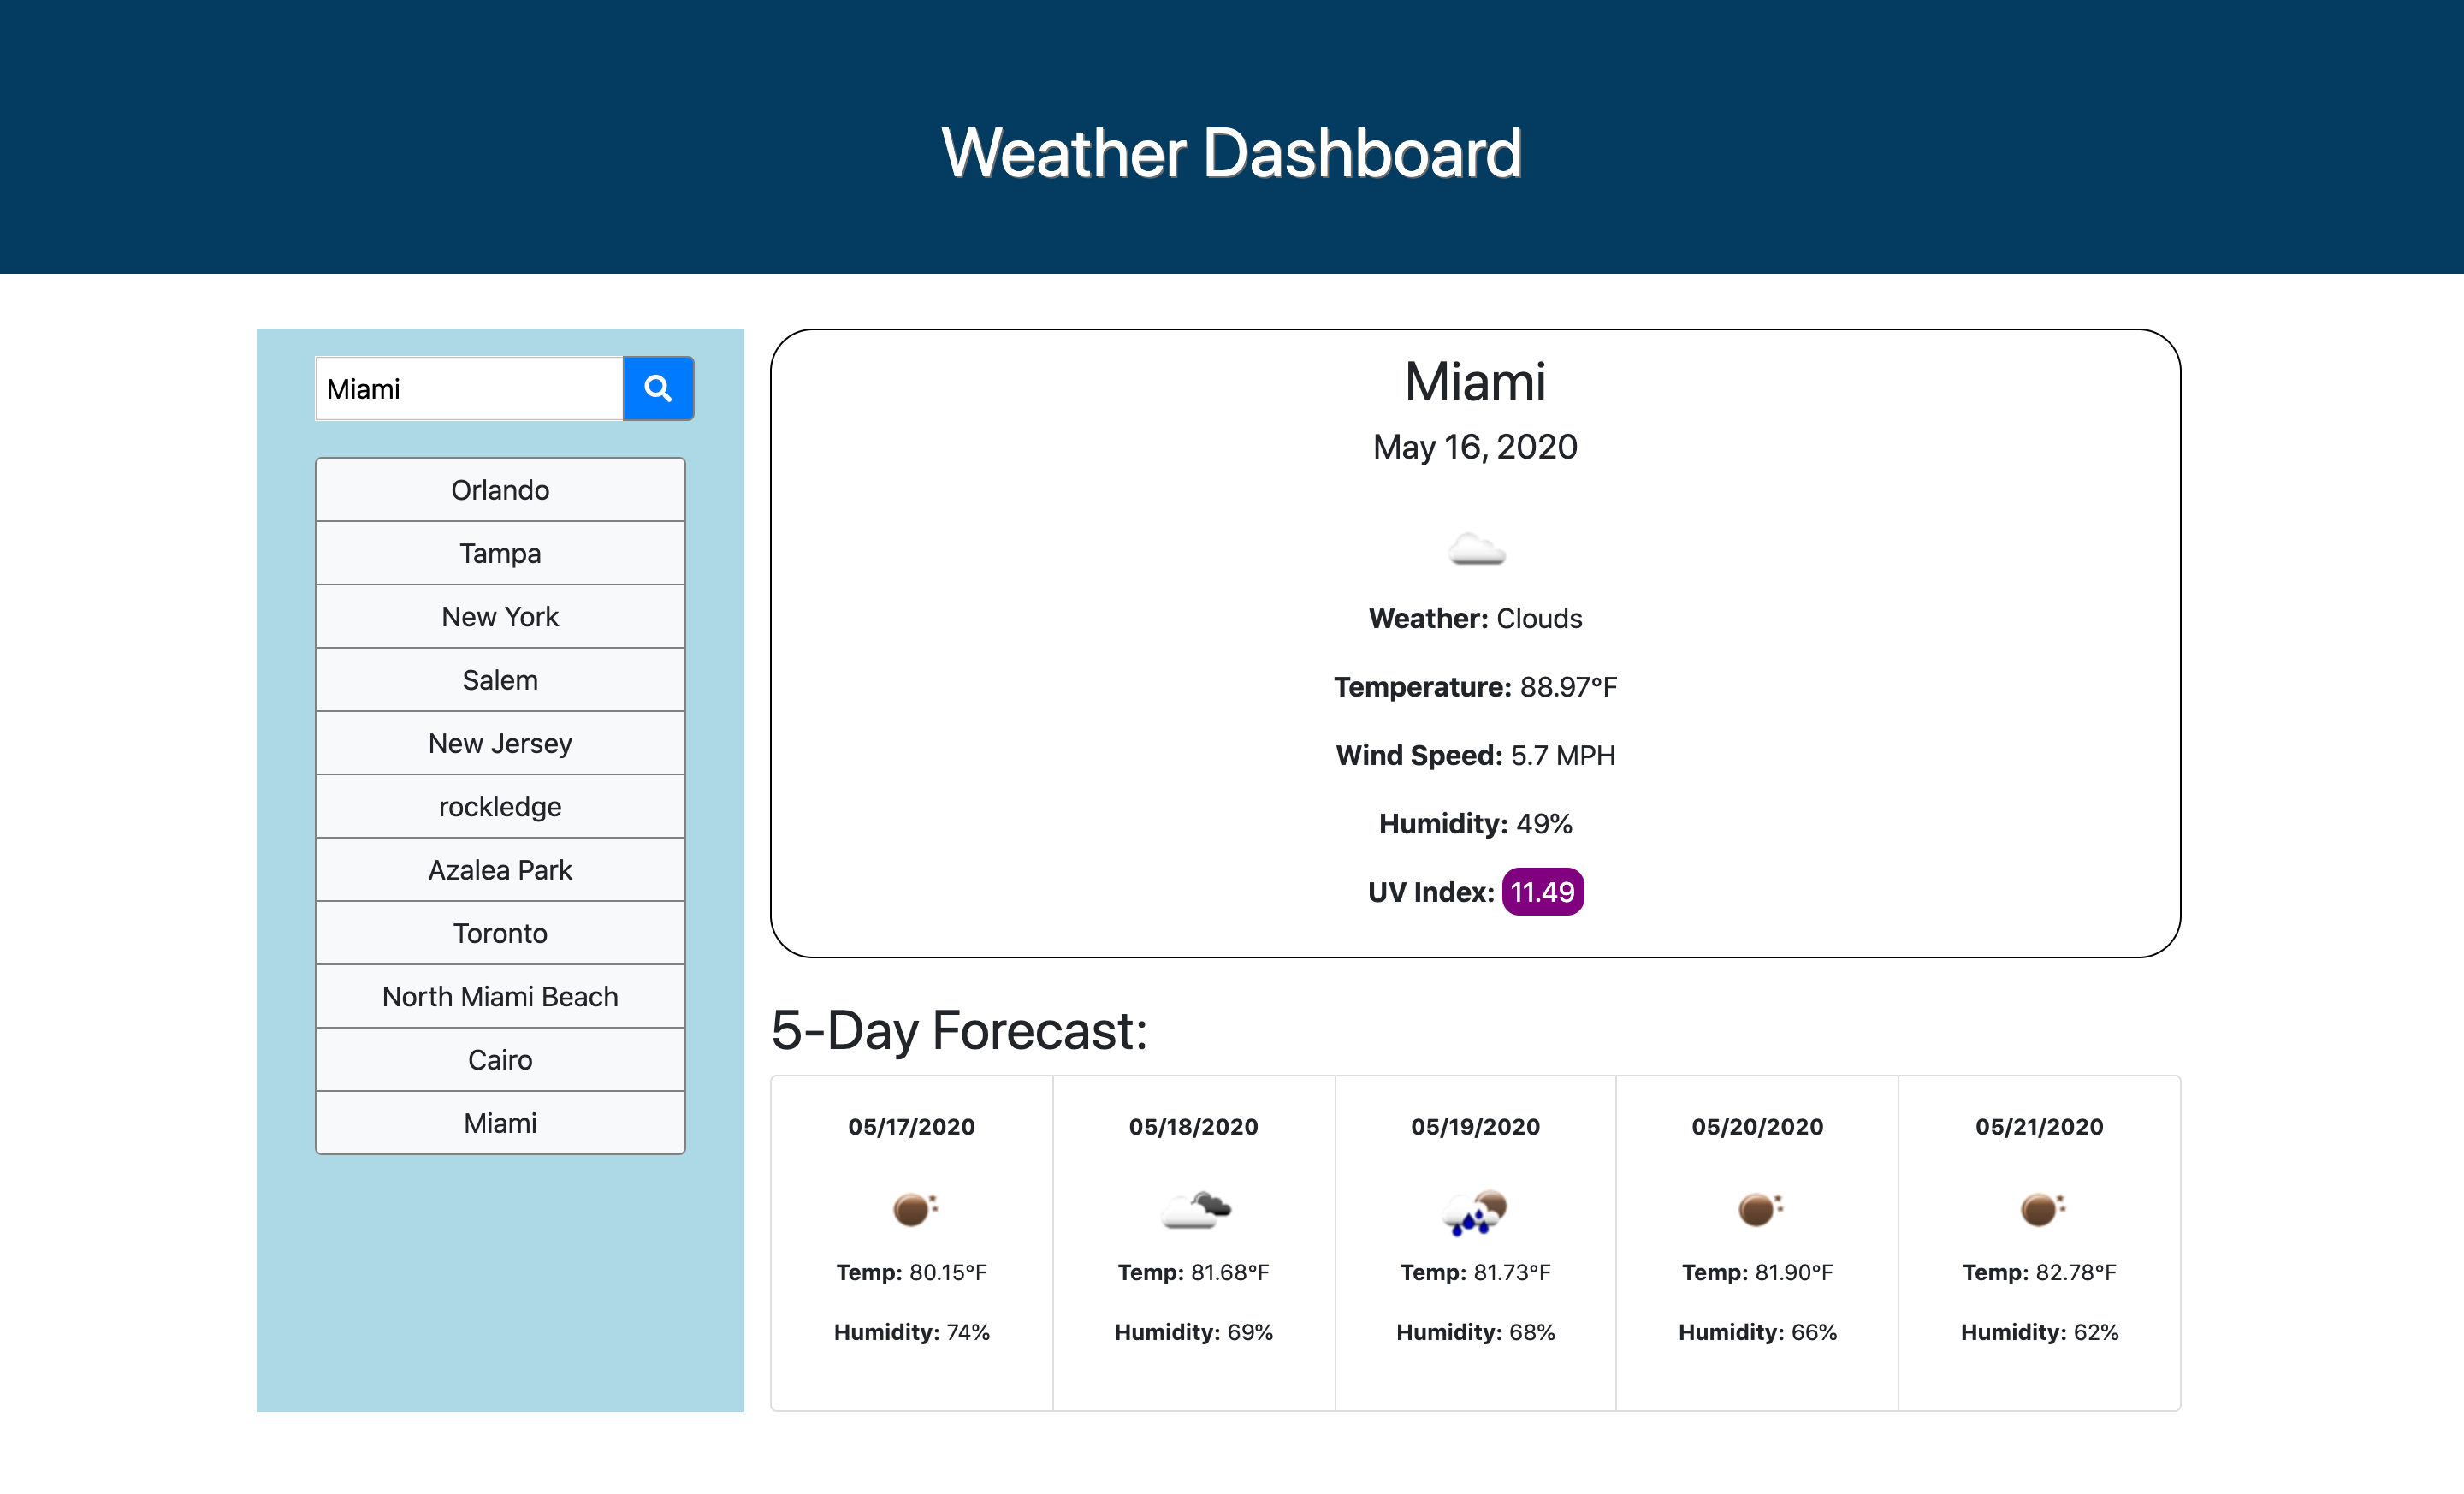 Weather Dashboard
Miami
Orlando
Tampa
New York
Salem
New Jersey
rockledge
Azalea Park
Toronto
North Miami Beach
Cairo
Miami
Miami
May 16, 2020
Weather: Clouds
Temperature: 88.97°F
Wind Speed: 5.7 MPH
Humidity: 49%
UV Index: 11.49
5-Day Forecast:
05/17/2020
Temp: 80.15°F
Humidity: 74%
05/18/2020
Temp: 81.68°F
Humidity: 69%
05/19/2020
Temp: 81.73°F
Humidity: 68%
05/20/2020
Temp: 81.90°F
Humidity: 66%
05/21/2020
Temp: 82.78°F
Humidity: 62%